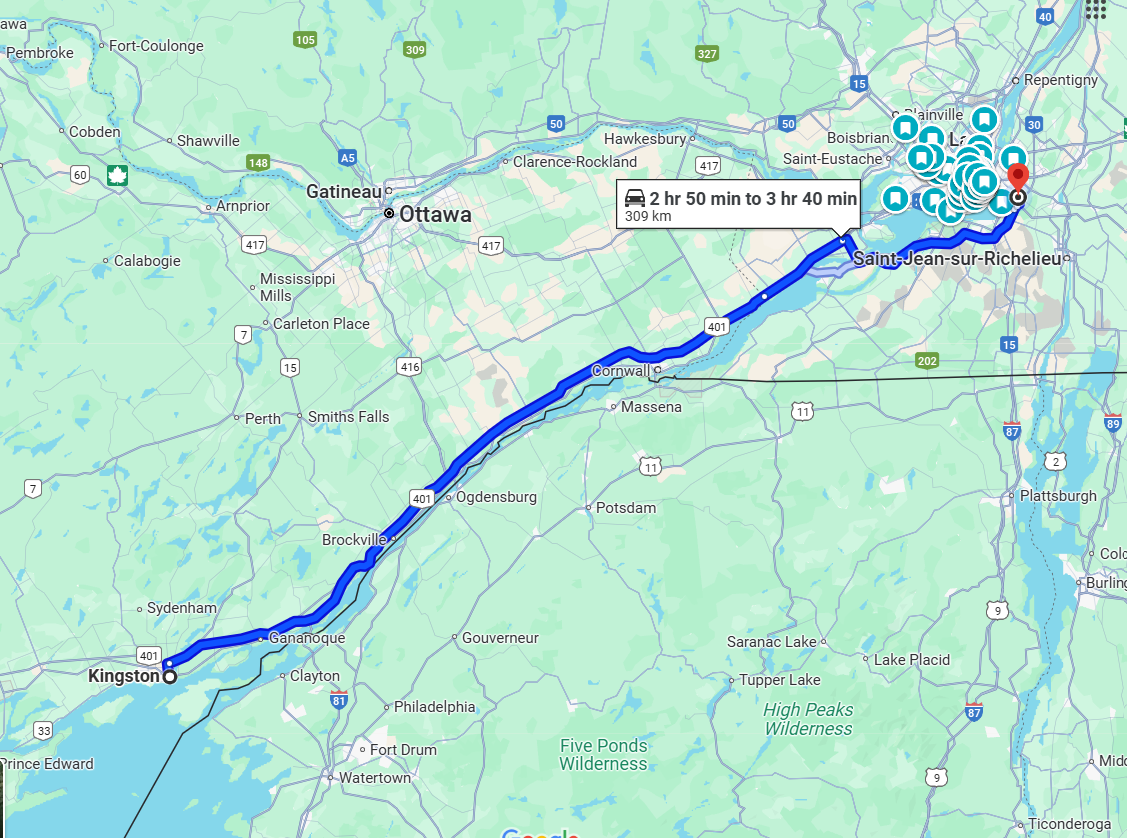 awa
40
Pembroke
Fort-Coulonge
105
309
327
15
Repentigny
Cobden
Shawville
50
50
Plainville
30
Boisbrian
La
Hawkesbury
A5
148
Clarence-Rockland
417
Saint-Eustache
60
Gatineau
Arnprior
Ottawa
2 hr 50 min to 3 hr 40 min
309 km
417
417
Calabogie
Saint-Jean-sur-Richelieu
Mississippi
Mills
Carleton Place
401
7
15
416
Cornwall
202
15
Perth
Smiths Falls
Massena
11
87
89
11
2
7
401
Ogdensburg
Potsdam
Plattsburgh
Brockville
Colc
Burling
Sydenham
9
401
Gananoque
Gouverneur
Saranac Lake
Lake Placid
Kingston
Clayton
Tupper Lake
81
Philadelphia
High Peaks
Wilderness
87
33
Fort Drum
Five Ponds
Wilderness
Prince Edward
Watertown
9
Midd
Ticonderoga
Google